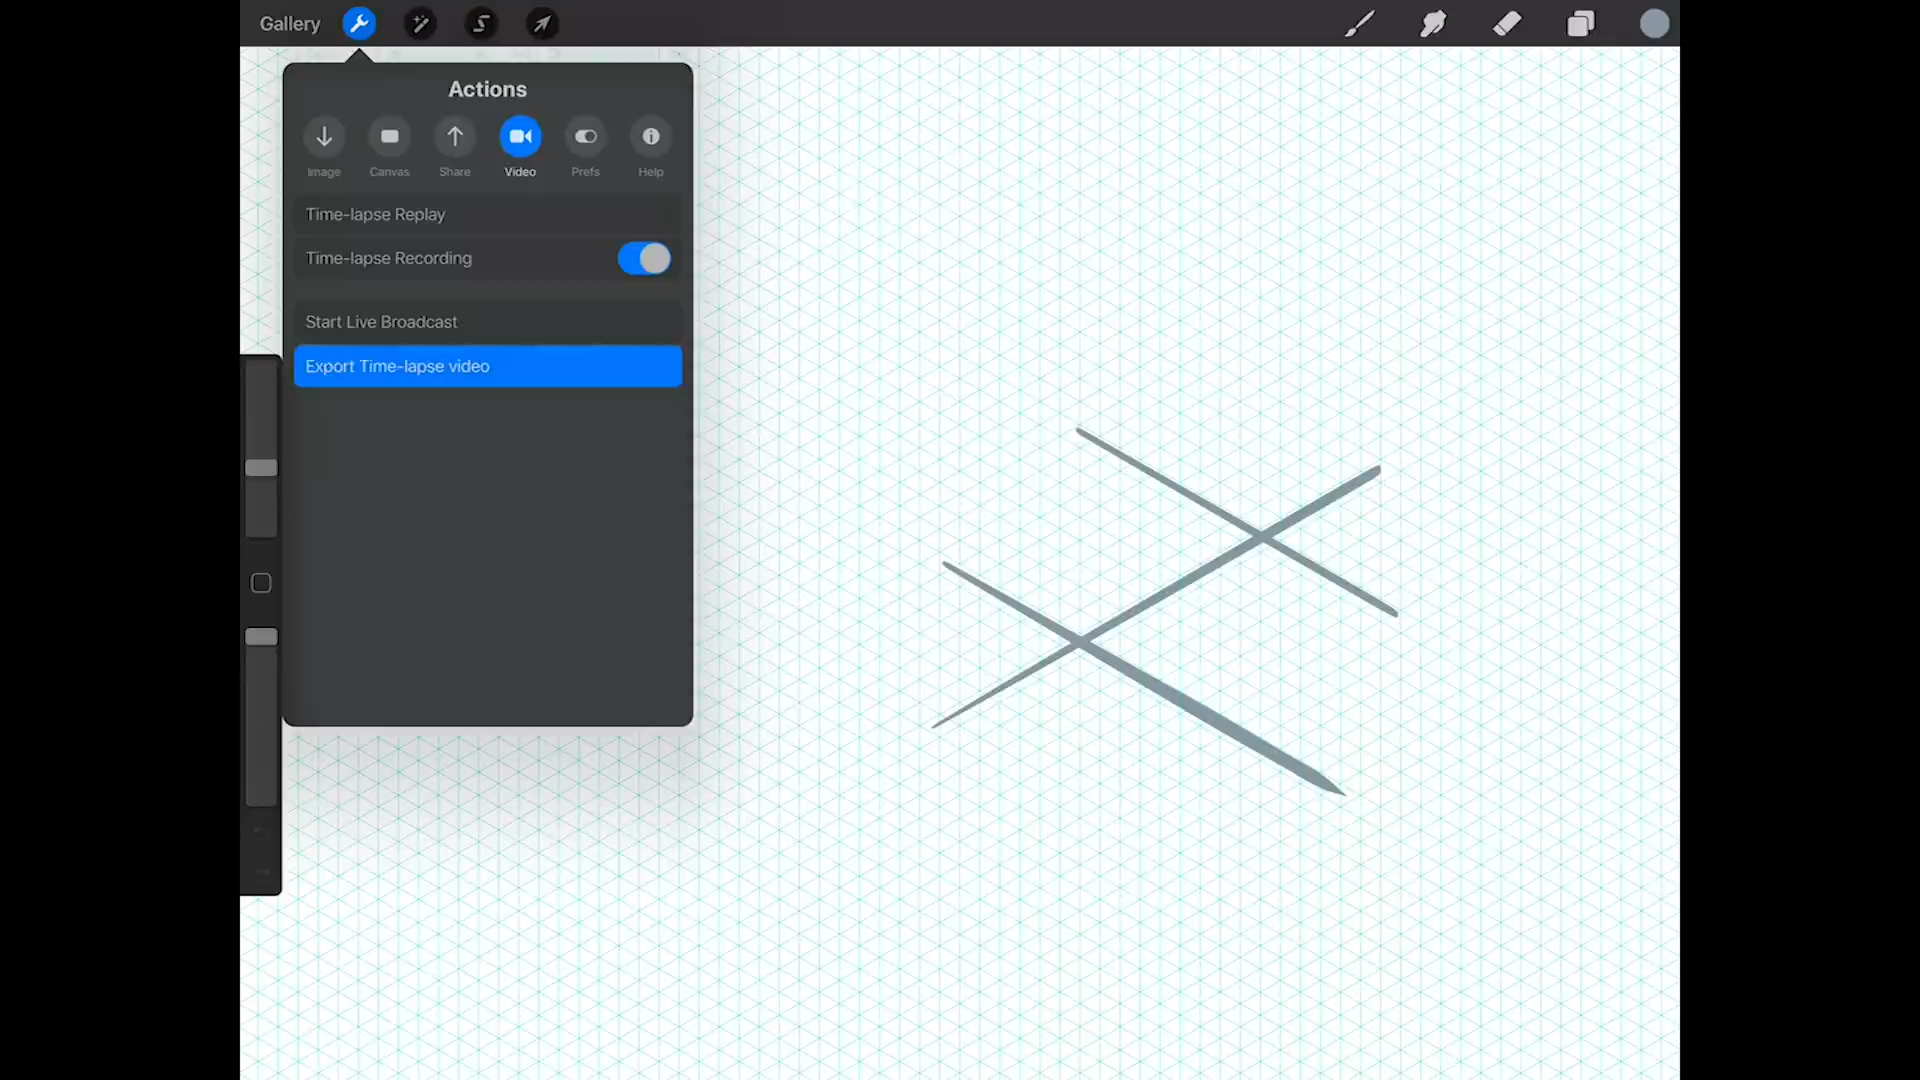 Gallery
Actions
Image Canvas Share Video Prefs Help
Time-lapse Replay
Time-lapse Recording
Start Live Broadcast
Export Time-lapse video